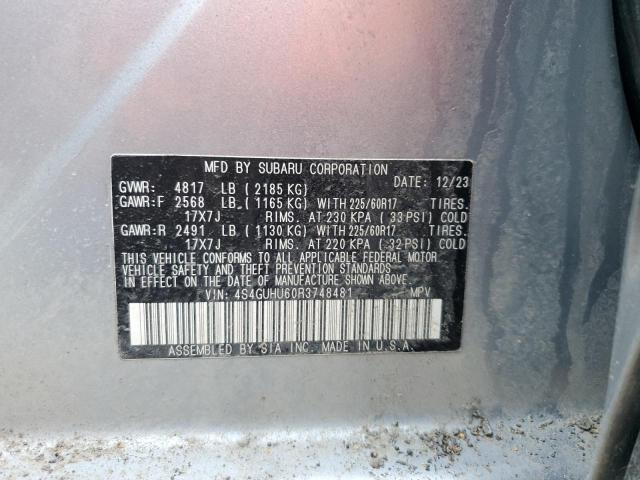 MFD BY SUBARU CORPORATION
GVWR: 4817 LB (2185 KG) DATE: 12/23
GAWR:F 2568 LB (1165 KG) WITH 225/60R17 TIRES.
17X7J RIMS. AT 230 KPA (33 PSI) COLD
GAWR:R 2491 LB (1130 KG) WITH 225/60R17 TIRES.
17X7J RIMS. AT 220 KPA (32 PSI) COLD
THIS VEHICLE CONFORMS TO ALL APPLICABLE FEDERAL MOTOR
VEHICLE SAFETY AND THEFT PREVENTION STANDARDS
IN EFFECT ON THE DATE OF MANUFACTURE SHOWN ABOVE.
VIN: 4S4GUHU60R3748481 MPV
ASSEMBLED BY SIA INC. MADE IN U.S.A.